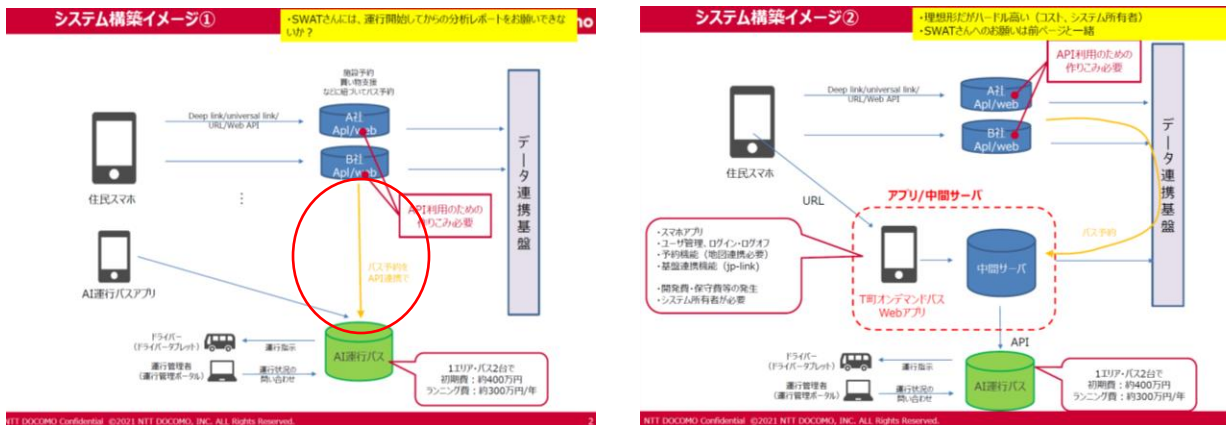 システム構築イメージ①
・SWATさんには、運行開始してからの分析レポートをお願いできな
いか？
mo
施設予約
買い物支援
などに紐づいてバス予約
Deep link/universal link/
URL/Web API
A社
Apl/web
B社
Apl/web
住民スマホ
⋮
データ連携基盤
API利用のための
作りこみ必要
バス予約を
API連携で
AI運行バスアプリ
ドライバー
(ドライバータブレット)
運行指示
運行管理者
(運行管理ポータル)
運行状況の
問い合わせ
AI運行バス
1エリア・バス2台で
初期費：約400万円
ランニング費：約300万円/年
NTT DOCOMO Confidential ©2021 NTT DOCOMO, INC. ALL Rights Reserved.
2
システム構築イメージ②
・理想形だがハードル高い（コスト、システム所有者）
・SWATさんへのお願いは前ページと一緒
API利用のための
作りこみ必要
Deep link/universal link/
URL/Web API
A社
Apl/web
B社
Apl/web
住民スマホ
データ連携基盤
URL
アプリ/中間サーバ
・スマホアプリ
・ユーザ管理、ログイン・ログオフ
・予約機能（地図連携必要）
・基盤連携機能（jp-link）
・開発費・保守費等の発生
・システム所有者が必要
バス予約
中間サーバ
T町オンデマンドバス
Webアプリ
API
ドライバー
(ドライバータブレット)
運行指示
運行管理者
(運行管理ポータル)
運行状況の
問い合わせ
AI運行バス
1エリア・バス2台で
初期費：約400万円
ランニング費：約300万円/年
NTT DOCOMO Confidential ©2021 NTT DOCOMO, INC. ALL Rights Reserved.